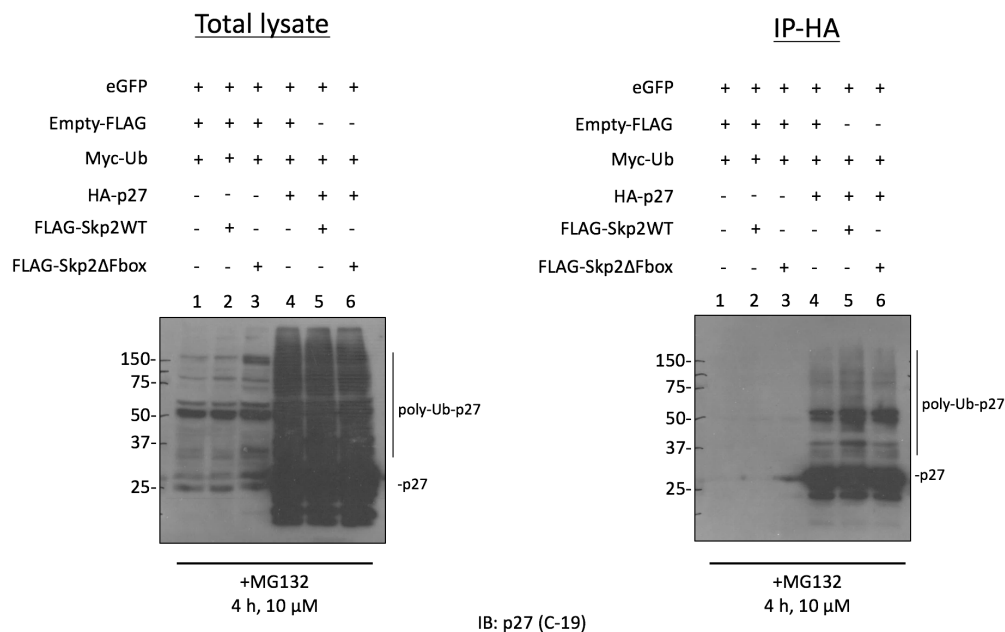 Total lysate
eGFP + + + + + +
Empty-FLAG + + + + - -
Myc-Ub + + + + + +
HA-p27 - - - + + +
FLAG-Skp2WT - + - - + -
FLAG-Skp2ΔFbox - - + - - +
1 2 3 4 5 6
150-
75-
50-
37-
25-
poly-Ub-p27
-p27
+MG132
4 h, 10 μM
IP-HA
eGFP + + + + + +
Empty-FLAG + + + + - -
Myc-Ub + + + + + +
HA-p27 - - - + + +
FLAG-Skp2WT - + - - + -
FLAG-Skp2ΔFbox - - + - - +
1 2 3 4 5 6
150-
75-
50-
37-
25-
poly-Ub-p27
-p27
+MG132
4 h, 10 μM
IB: p27 (C-19)